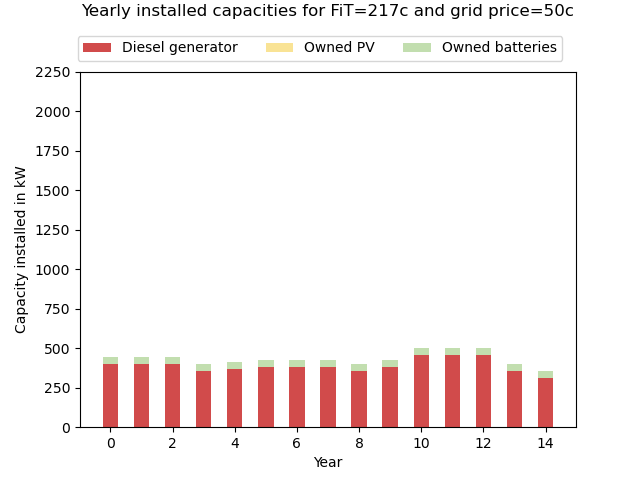 Yearly installed capacities for FiT=217c and grid price=50c
Diesel generator Owned PV Owned batteries
2250
2000
1750
1500
1250
1000
750
500
250
0
Capacity installed in kW
0 2 4 6 8 10 12 14
Year